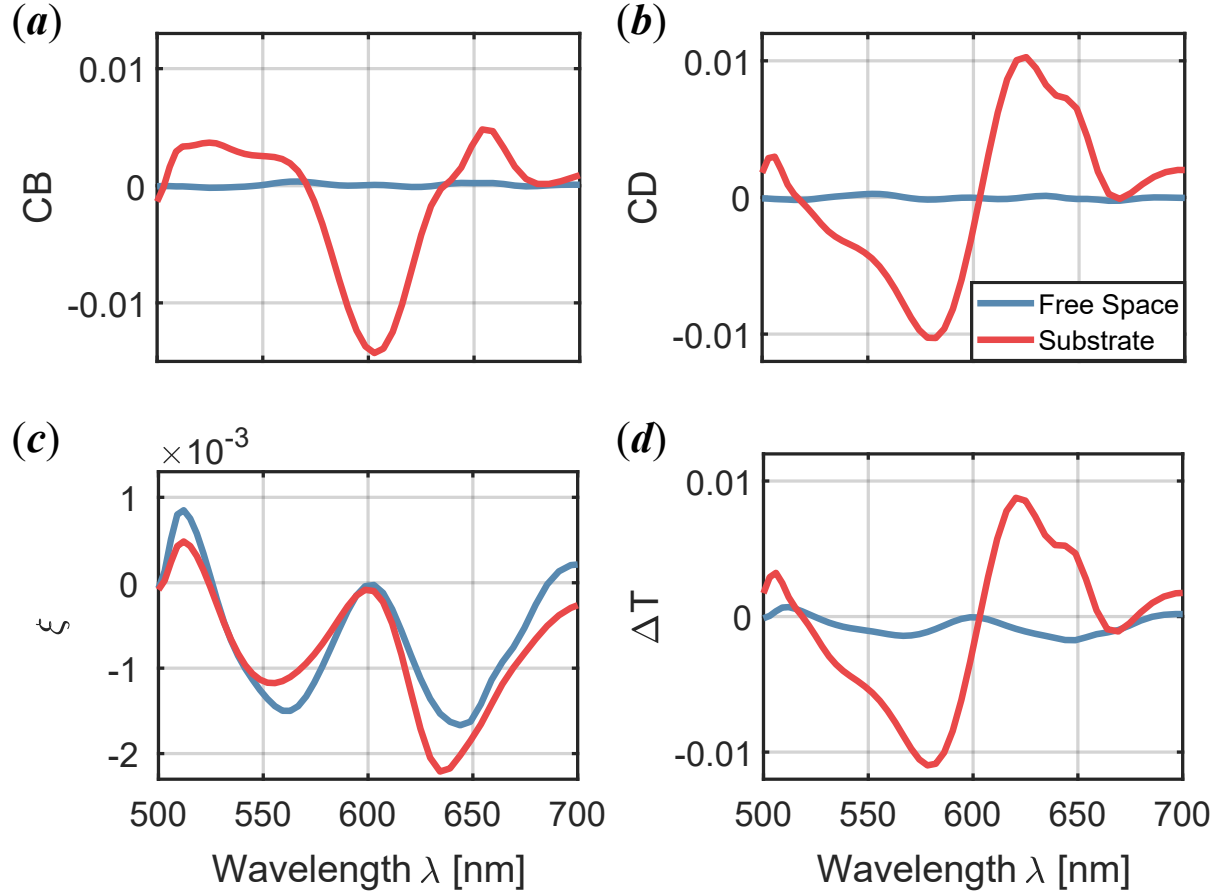 (a)
0.01
0
-0.01
CB
(b)
0.01
0
-0.01
CD
Free Space
Substrate
(c)
×10-3
1
0
-1
-2
ξ
500 550 600 650 700
Wavelength λ [nm]
(d)
0.01
0
-0.01
ΔT
500 550 600 650 700
Wavelength λ [nm]